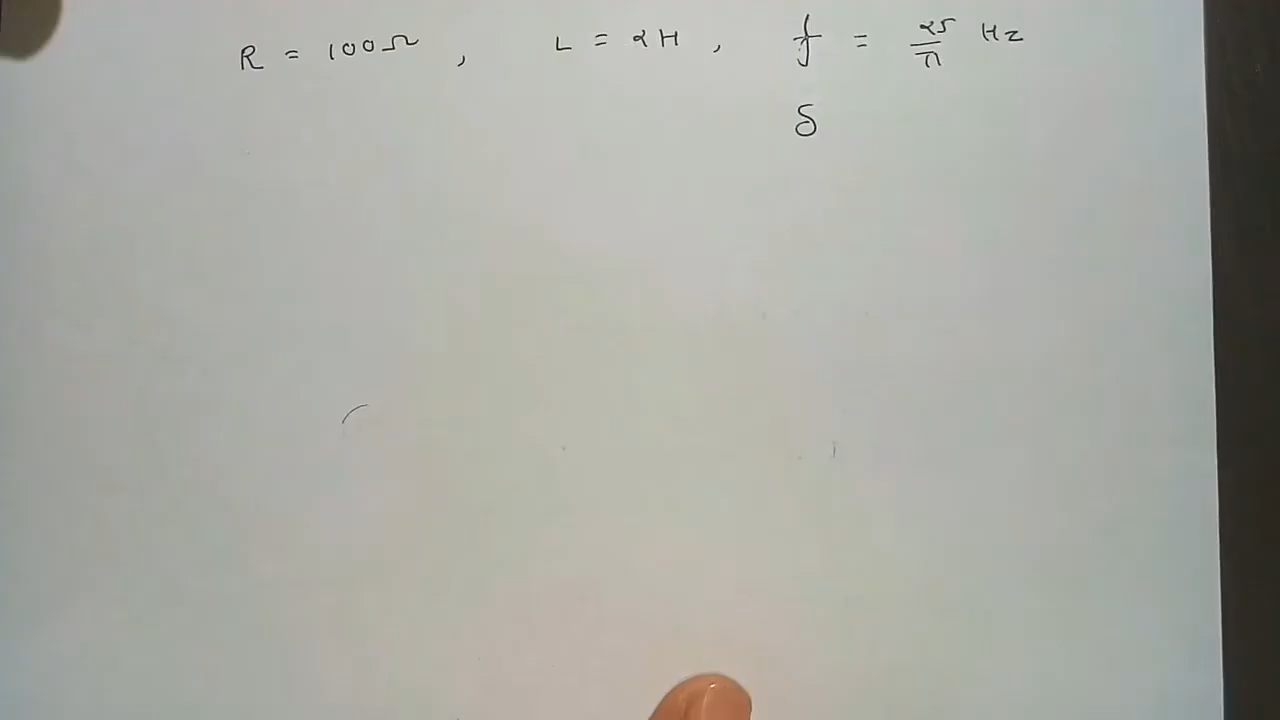 R = 100Ω, L = 2H, f = 25/π Hz
δ